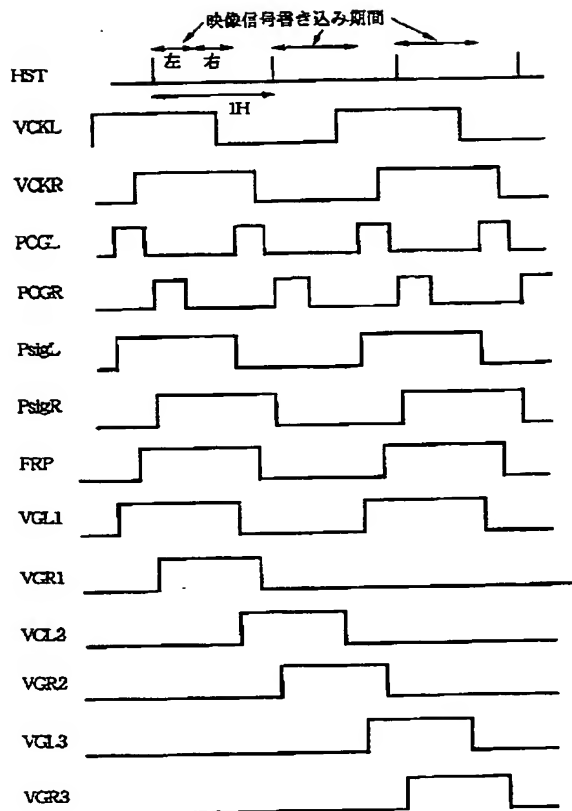 映像信号書き込み期間
左 右
HST
1H
VCKL
VCKR
PCGL
PCGR
PsigL
PsigR
FRP
VGL1
VGR1
VCL2
VGR2
VGL3
VGR3